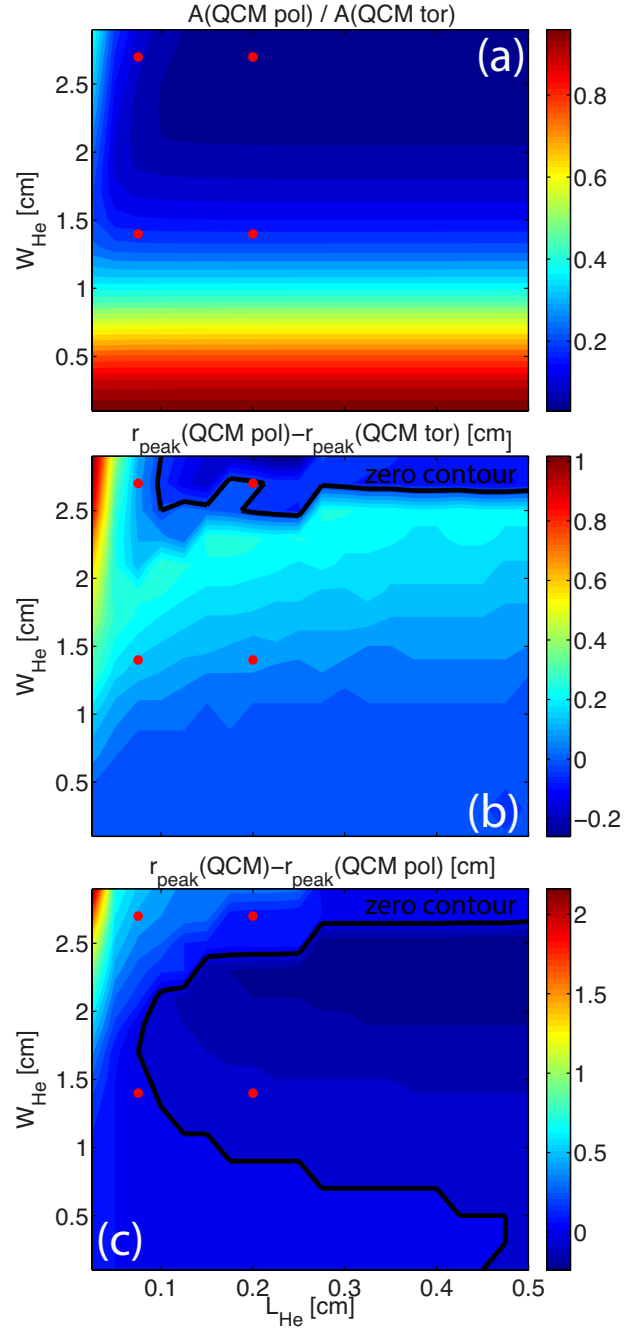 A(QCM pol) / A(QCM tor)
(a)
W_He [cm]
2.5
2
1.5
1
0.5
0.8
0.6
0.4
0.2
r_peak(QCM pol)−r_peak(QCM tor) [cm]
zero contour
(b)
W_He [cm]
2.5
2
1.5
1
0.5
1
0.8
0.6
0.4
0.2
0
−0.2
r_peak(QCM)−r_peak(QCM pol) [cm]
zero contour
(c)
W_He [cm]
2.5
2
1.5
1
0.5
2
1.5
1
0.5
0
0.1 0.2 0.3 0.4 0.5
L_He [cm]